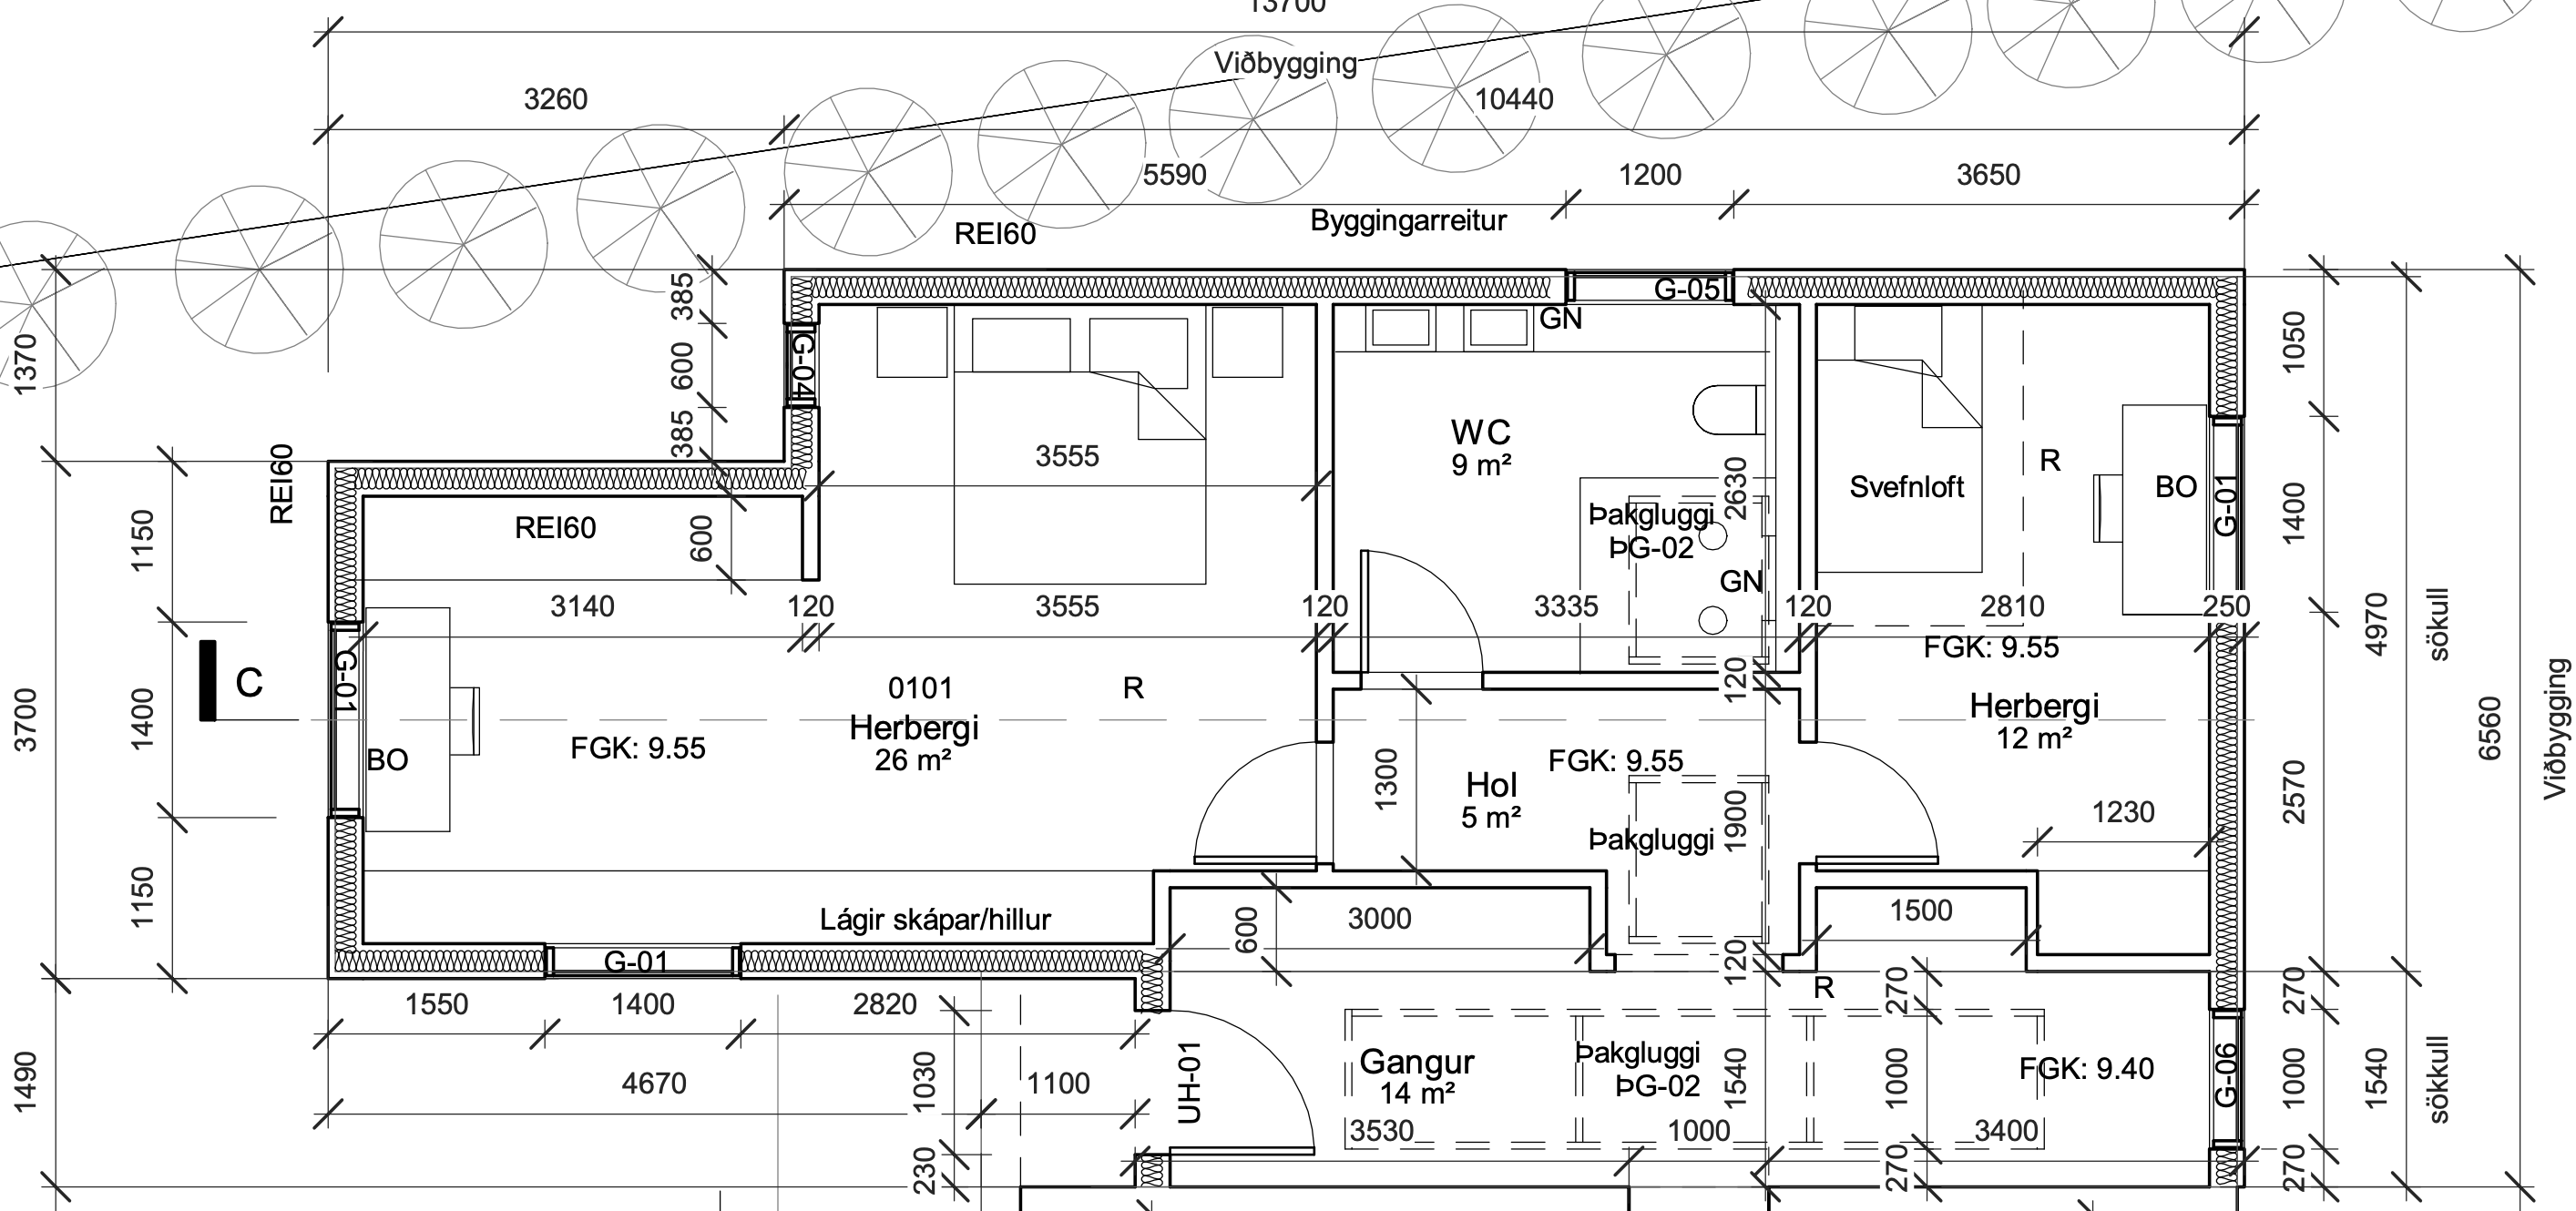 13700
Viðbygging
3260
10440
5590
1200
3650
REI60
Byggingarreitur
385
600
385
1370
G-04
G-05
GN
1050
WC
9 m²
3555
R
Svefnloft
BO
G-01
1400
REI60
REI60
600
2630
Þakgluggi
ÞG-02
GN
1150
3140
120
3555
120
3335
120
2810
250
4970
sökull
FGK: 9.55
C
G-01
0101
Herbergi
26 m²
R
120
Herbergi
12 m²
3700
1400
BO
FGK: 9.55
1300
Hol
5 m²
FGK: 9.55
6560
Viðbygging
2570
Þakgluggi
1900
1230
1150
Lágir skápar/hillur
600
3000
1500
G-01
120
R
270
270
1550
1400
2820
1490
4670
1030
1100
UH-01
Gangur
14 m²
Þakgluggi
ÞG-02
1540
1000
FGK: 9.40
G-06
1000
1540
sökkull
3530
1000
3400
230
270
270